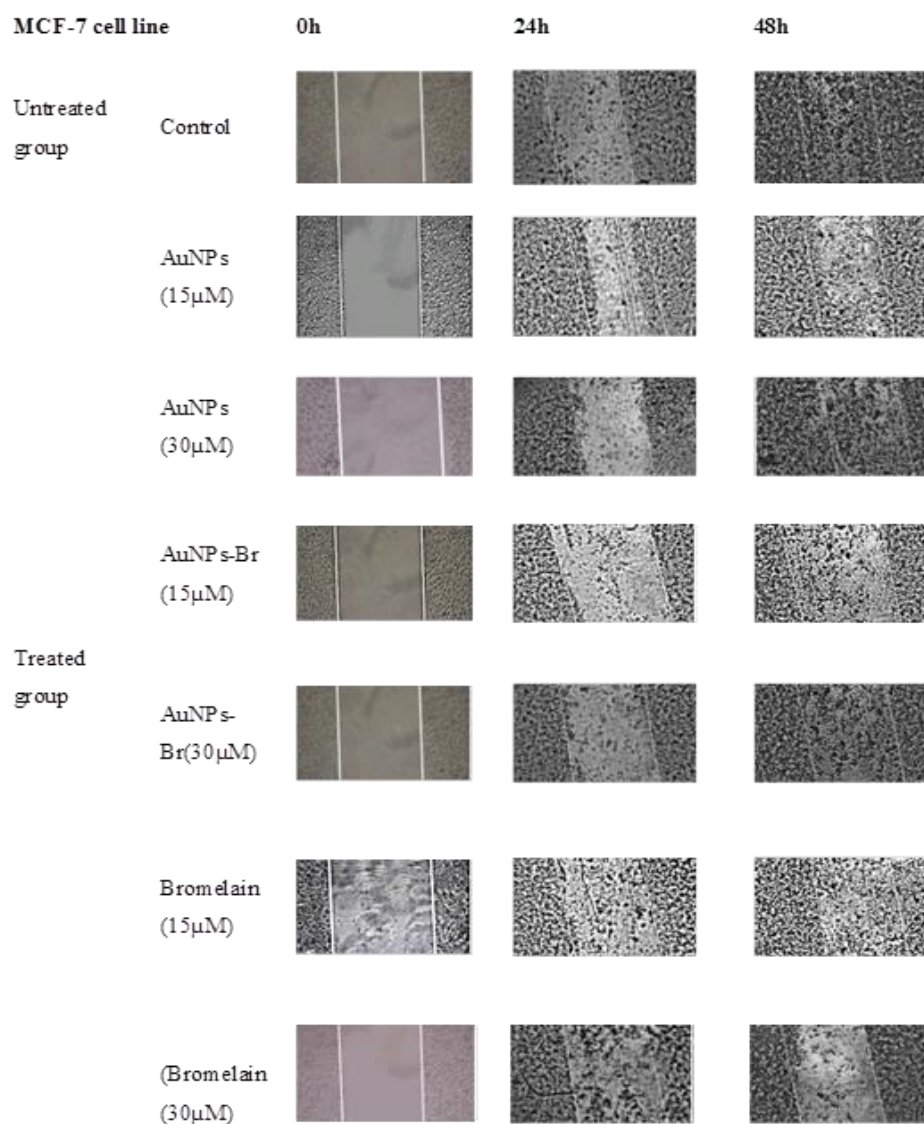 MCF-7 cell line 0h 24h 48h
Untreated
group
Control
AuNPs
(15µM)
AuNPs
(30µM)
AuNPs-Br
(15µM)
Treated
group
AuNPs-
Br(30µM)
Bromelain
(15µM)
(Bromelain
(30µM)